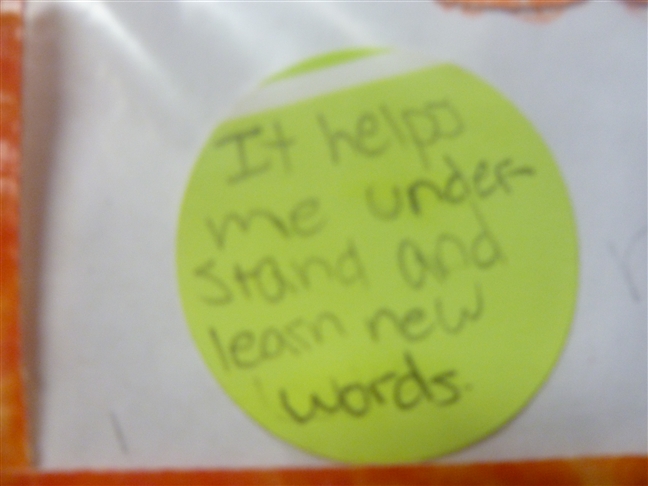 It helps
me under-
stand and
learn new
words.